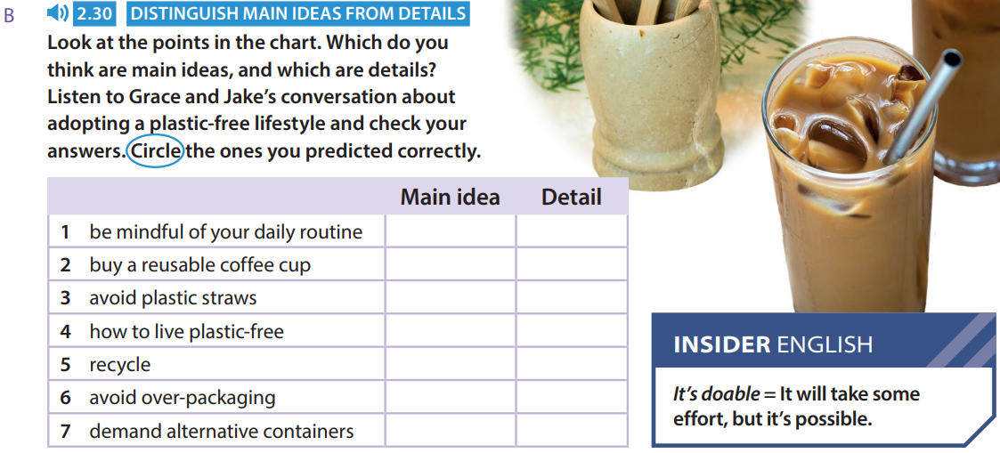 B
2.30 DISTINGUISH MAIN IDEAS FROM DETAILS
Look at the points in the chart. Which do you
think are main ideas, and which are details?
Listen to Grace and Jake's conversation about
adopting a plastic-free lifestyle and check your
answers. Circle the ones you predicted correctly.
Main idea Detail
1 be mindful of your daily routine
2 buy a reusable coffee cup
3 avoid plastic straws
4 how to live plastic-free
5 recycle
6 avoid over-packaging
7 demand alternative containers
INSIDER ENGLISH
It's doable = It will take some
effort, but it's possible.